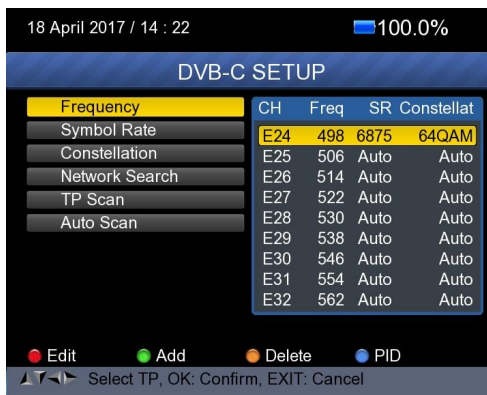 18 April 2017 / 14 : 22 100.0%
DVB-C SETUP
Frequency
Symbol Rate
Constellation
Network Search
TP Scan
Auto Scan
CH Freq SR Constellat
E24 498 6875 64QAM
E25 506 Auto Auto
E26 514 Auto Auto
E27 522 Auto Auto
E28 530 Auto Auto
E29 538 Auto Auto
E30 546 Auto Auto
E31 554 Auto Auto
E32 562 Auto Auto
Edit Add Delete PID
Select TP, OK: Confirm, EXIT: Cancel